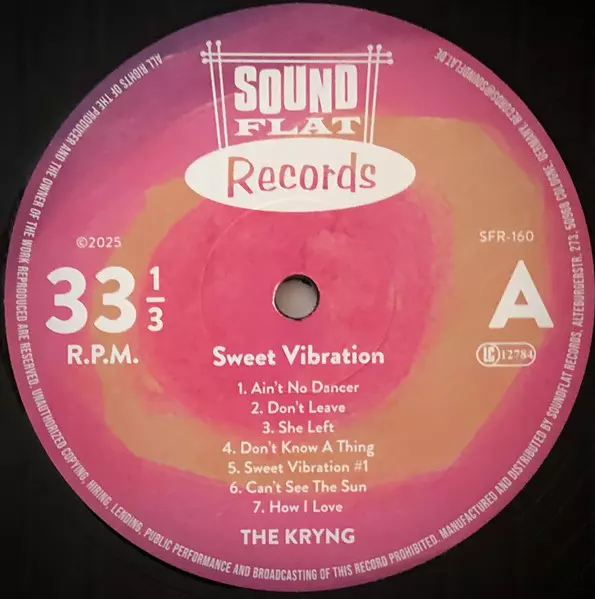 SOUND
FLAT
Records
©2025
SFR-160
33 1/3
R.P.M.
A
LC 12784
Sweet Vibration
1. Ain't No Dancer
2. Don't Leave
3. She Left
4. Don't Know A Thing
5. Sweet Vibration #1
6. Can't See The Sun
7. How I Love
THE KRYNG
ALL RIGHTS OF THE PRODUCER AND THE OWNER OF THE WORK REPRODUCED ARE RESERVED. UNAUTHORIZED COPYING, HIRING, LENDING, PUBLIC PERFORMANCE AND BROADCASTING OF THIS RECORD PROHIBITED. MANUFACTURED AND DISTRIBUTED BY SOUNDFLAT RECORDS, ALTEBURGERSTR. 273, 50968 COLOGNE, GERMANY, RECORDS@SOUNDFLAT.DE